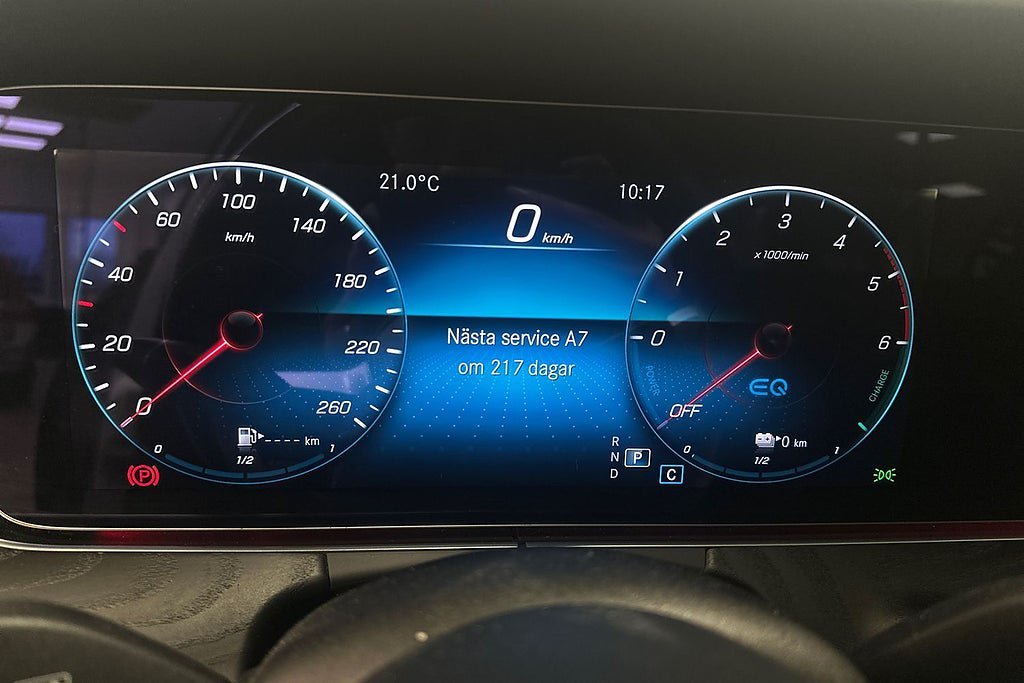 21.0°C
10:17
0 km/h
Nästa service A7
om 217 dagar
0
20
40
60
100
140
180
220
260
km/h
----- km
0 1/2 1
P
OFF
0
1
2
3
4
5
6
x1000/min
POWER
CHARGE
EQ
0 km
0 1/2 1
R
N P
D
C